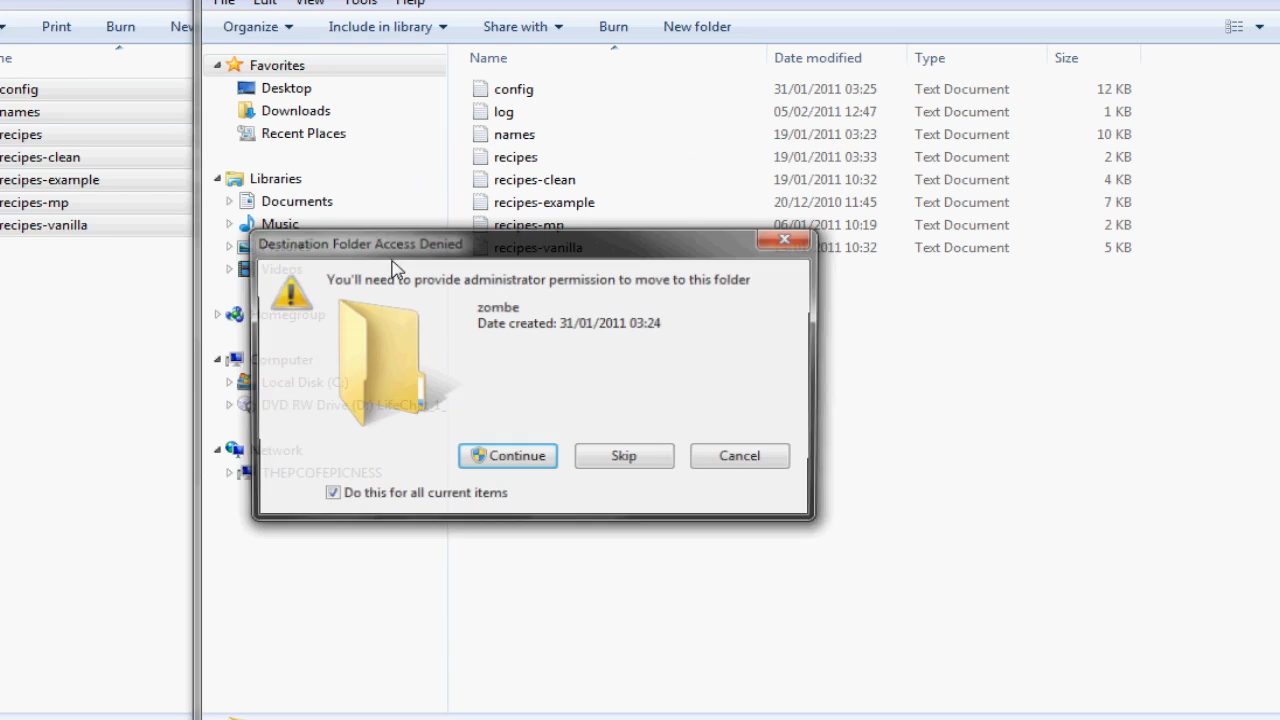 File Edit View Tools Help
Print Burn New
Organize Include in library Share with Burn New folder
Name Date modified Type Size
config
names
recipes
recipes-clean
recipes-example
recipes-mp
recipes-vanilla
Favorites
Desktop
Downloads
Recent Places
Libraries
Documents
Music
Videos
Homegroup
Computer
Local Disk (C:)
DVD RW Drive (D:)
Network
THEPCOFEPICNESS
config 31/01/2011 03:25 Text Document 12 KB
log 05/02/2011 12:47 Text Document 1 KB
names 19/01/2011 03:23 Text Document 10 KB
recipes 19/01/2011 03:33 Text Document 2 KB
recipes-clean 19/01/2011 10:32 Text Document 4 KB
recipes-example 20/12/2010 11:45 Text Document 7 KB
recipes-mp 06/01/2011 10:19 Text Document 2 KB
recipes-vanilla 10:32 Text Document 5 KB
Destination Folder Access Denied
You'll need to provide administrator permission to move to this folder
zombe
Date created: 31/01/2011 03:24
Continue Skip Cancel
Do this for all current items